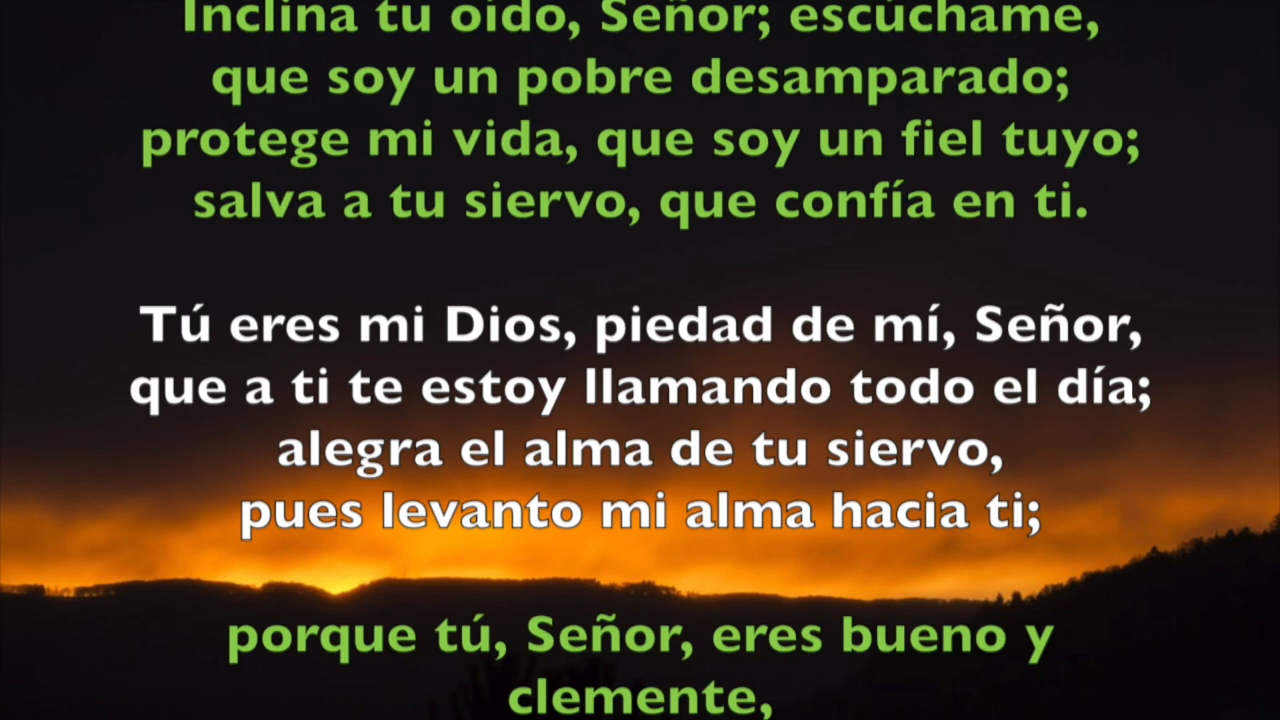 Inclina tu oído, Señor; escúchame,
que soy un pobre desamparado;
protege mi vida, que soy un fiel tuyo;
salva a tu siervo, que confía en ti.
Tú eres mi Dios, piedad de mí, Señor,
que a ti te estoy llamando todo el día;
alegra el alma de tu siervo,
pues levanto mi alma hacia ti;
porque tú, Señor, eres bueno y
clemente,